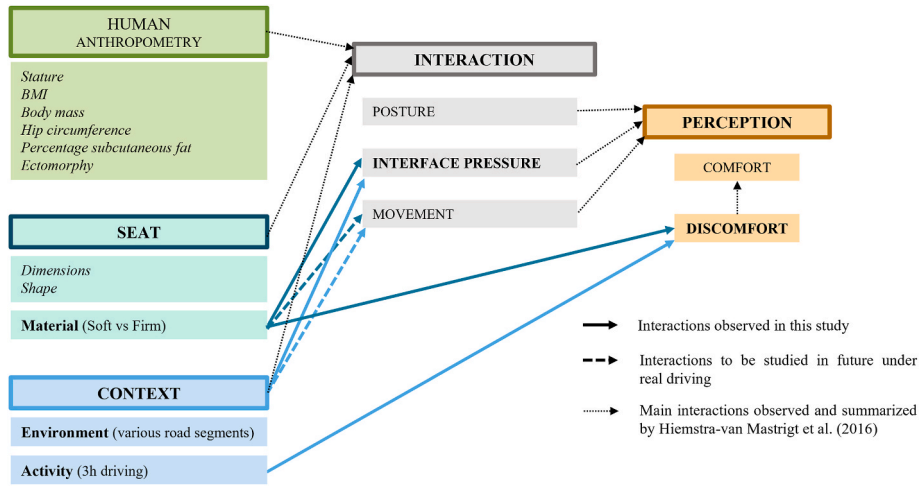 HUMAN
ANTHROPOMETRY
Stature
BMI
Body mass
Hip circumference
Percentage subcutaneous fat
Ectomorphy
SEAT
Dimensions
Shape
Material (Soft vs Firm)
CONTEXT
Environment (various road segments)
Activity (3h driving)
INTERACTION
POSTURE
INTERFACE PRESSURE
MOVEMENT
PERCEPTION
COMFORT
DISCOMFORT
Interactions observed in this study
Interactions to be studied in future under
real driving
Main interactions observed and summarized
by Hiemstra-van Mastrigt et al. (2016)